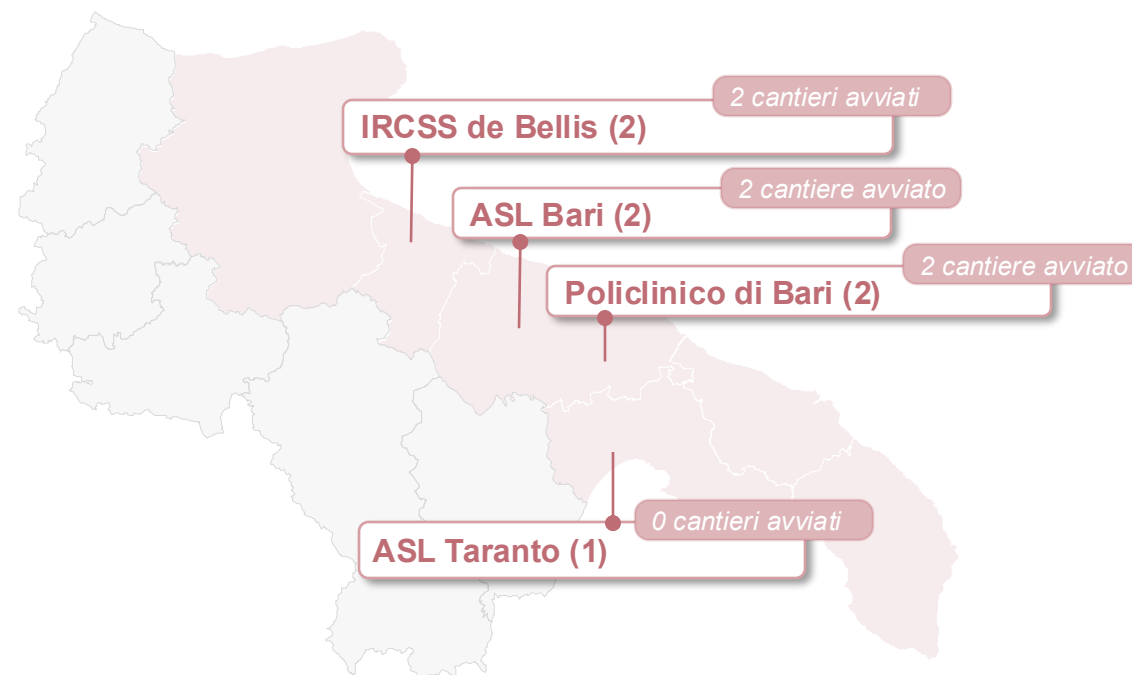 2 cantieri avviati
IRCSS de Bellis (2)
2 cantiere avviato
ASL Bari (2)
2 cantiere avviato
Policlinico di Bari (2)
0 cantieri avviati
ASL Taranto (1)